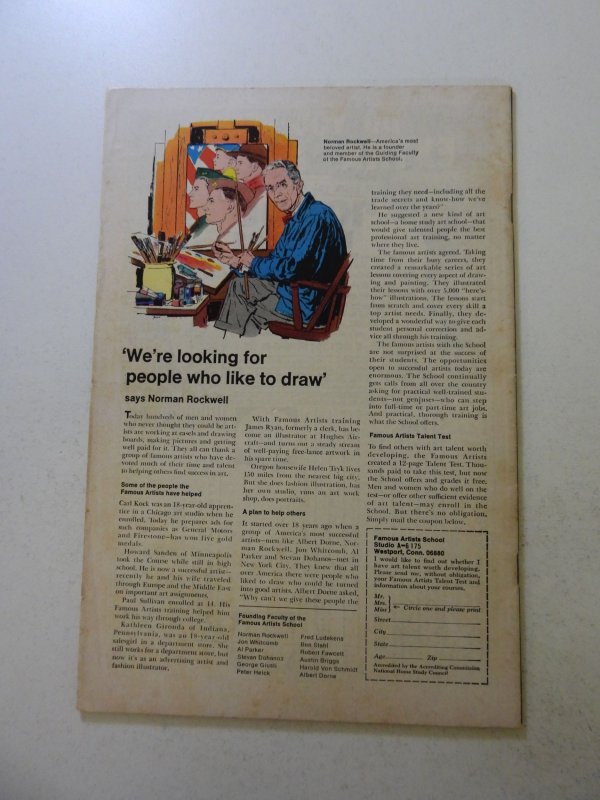 Norman Rockwell—America's most
beloved artist. He is a founder
and member of the Guiding Faculty
of the Famous Artists School.
'We're looking for
people who like to draw'
says Norman Rockwell
Today hundreds of men and women
who never thought they could be art-
ists are working at easels and drawing
boards, making pictures and getting
well paid for it. They all can thank a
group of famous artists who have de-
voted much of their time and talent
to helping others find success in art.
Some of the people the
Famous Artists have helped
Carl Kock was an 18-year-old appren-
tice in a Chicago art studio when he
enrolled. Today he prepares ads for
such companies as General Motors
and Firestone—has won five gold
medals.
Howard Sanden of Minneapolis
took the Course while still in high
school. He is now a successful artist—
recently he and his wife traveled
through Europe and the Middle East
on important art assignments.
Paul Sullivan enrolled at 14. His
Famous Artists training helped him
work his way through college.
Kathleen Gironda of Indiana,
Pennsylvania, was an 18-year-old
salesgirl in a department store. She
still works for a department store, but
now it's as an advertising artist and
fashion illustrator.
With Famous Artists training
James Ryan, formerly a clerk, has be-
come an illustrator at Hughes Air-
craft—and turns out a steady stream
of well-paying free-lance artwork in
his spare time.
Oregon housewife Helen Tryk lives
150 miles from the nearest big city.
But she does fashion illustration, has
her own studio, runs an art work
shop, does portraits.
A plan to help others
It started over 18 years ago when a
group of America's most successful
artists—men like Albert Dorne, Nor-
man Rockwell, Jon Whitcomb, Al
Parker and Stevan Dohanos—met in
New York City. They knew that all
over America there were people who
liked to draw who could be turned
into good artists. Albert Dorne asked,
"Why can't we give these people the
Founding Faculty of the
Famous Artists School
Norman Rockwell
Jon Whitcomb
Al Parker
Stevan Dohanos
George Giusti
Peter Helck
Fred Ludekens
Ben Stahl
Robert Fawcett
Austin Briggs
Harold Von Schmidt
Albert Dorne
training they need—including all the
trade secrets and know-how we've
learned over the years?"
He suggested a new kind of art
school—a home study art school—that
would give talented people the best
professional art training, no matter
where they live.
The famous artists agreed. Taking
time from their busy careers, they
created a remarkable series of art
lessons covering every aspect of draw-
ing and painting. They illustrated
their lessons with over 5,000 "here's-
how" illustrations. The lessons start
from scratch and cover every skill a
top artist needs. Finally, they de-
veloped a wonderful way to give each
student personal correction and ad-
vice all through his training.
The famous artists with the School
are not surprised at the success of
their students. The opportunities
open to successful artists today are
enormous. The School continually
gets calls from all over the country
asking for practical well-trained stu-
dents—not geniuses—who can step
into full-time or part-time art jobs.
And practical, thorough training is
what the School offers.
Famous Artists Talent Test
To find others with art talent worth
developing, the Famous Artists
created a 12-page Talent Test. Thou-
sands paid to take this test, but now
the School offers and grades it free.
Men and women who do well on the
test—or offer other sufficient evidence
of art talent—may enroll in the
School. But there's no obligation.
Simply mail the coupon below.
Famous Artists School
Studio
175
Westport, Conn. 06880
I would like to find out whether I
have art talent worth developing.
Please send me, without obligation,
your Famous Artists Talent Test and
information about your courses.
Mr.
Mrs.
Miss
Circle one and please print
Street
City
State
Age Zip
Accredited by the Accrediting Commission
National Home Study Council